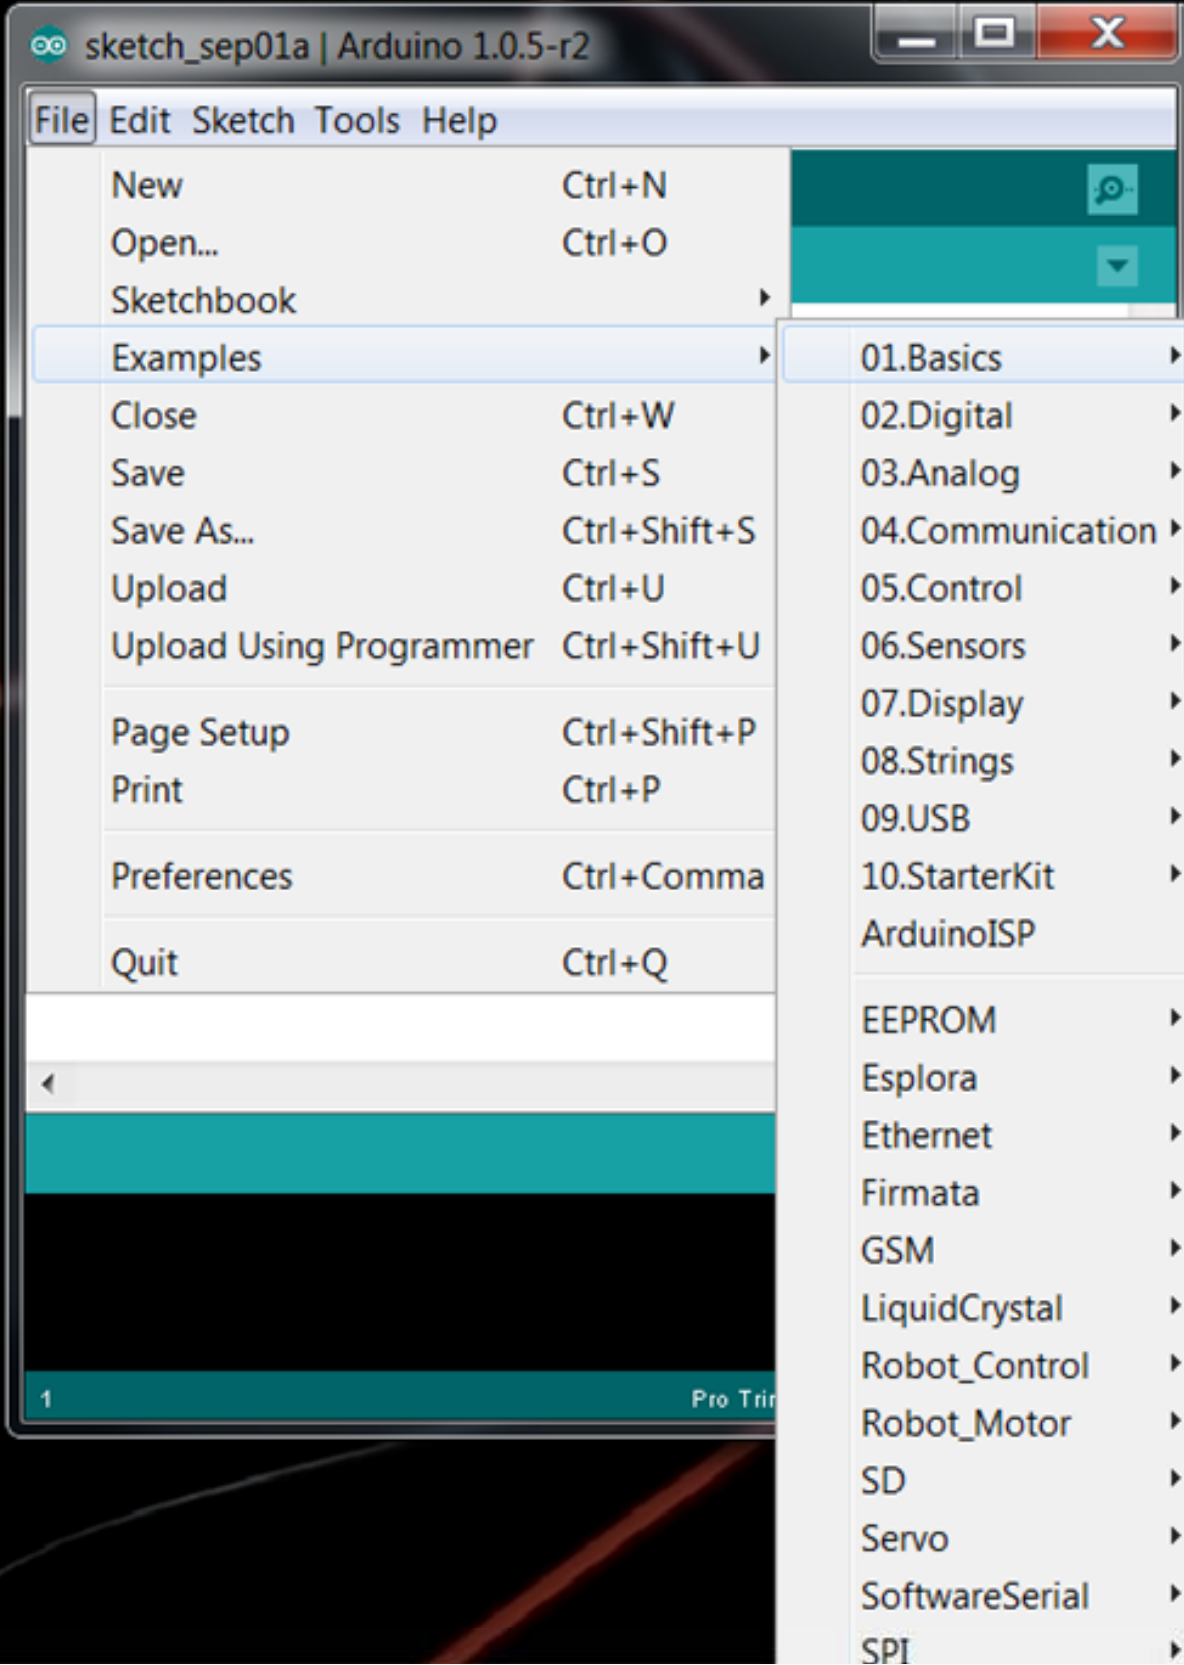 sketch_sep01a | Arduino 1.0.5-r2
File Edit Sketch Tools Help
New Ctrl+N
Open... Ctrl+O
Sketchbook
Examples
Close Ctrl+W
Save Ctrl+S
Save As... Ctrl+Shift+S
Upload Ctrl+U
Upload Using Programmer Ctrl+Shift+U
Page Setup Ctrl+Shift+P
Print Ctrl+P
Preferences Ctrl+Comma
Quit Ctrl+Q
01.Basics
02.Digital
03.Analog
04.Communication
05.Control
06.Sensors
07.Display
08.Strings
09.USB
10.StarterKit
ArduinoISP
EEPROM
Esplora
Ethernet
Firmata
GSM
LiquidCrystal
Robot_Control
Robot_Motor
SD
Servo
SoftwareSerial
SPI
1 Pro